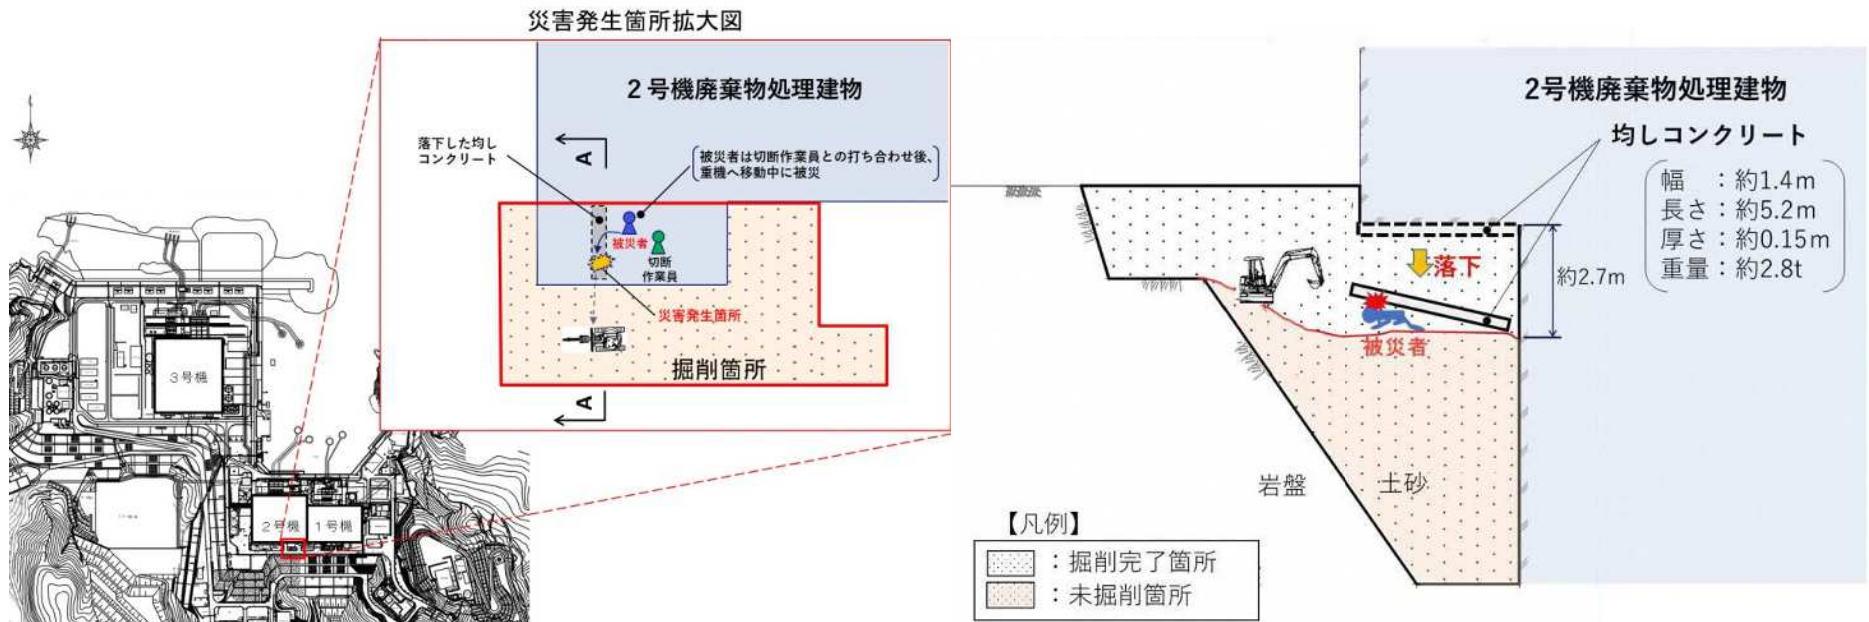 災害発生箇所拡大図
2号機廃棄物処理建物
落下した均し
コンクリート
A
被災者は切断作業員との打ち合わせ後、
重機へ移動中に被災
被災者
切断
作業員
災害発生箇所
掘削箇所
A
3号機
2号機
1号機
2号機廃棄物処理建物
均しコンクリート
幅　：約1.4m
長さ：約5.2m
厚さ：約0.15m
重量：約2.8t
落下
約2.7m
被災者
岩盤
土砂
【凡例】
：掘削完了箇所
：未掘削箇所